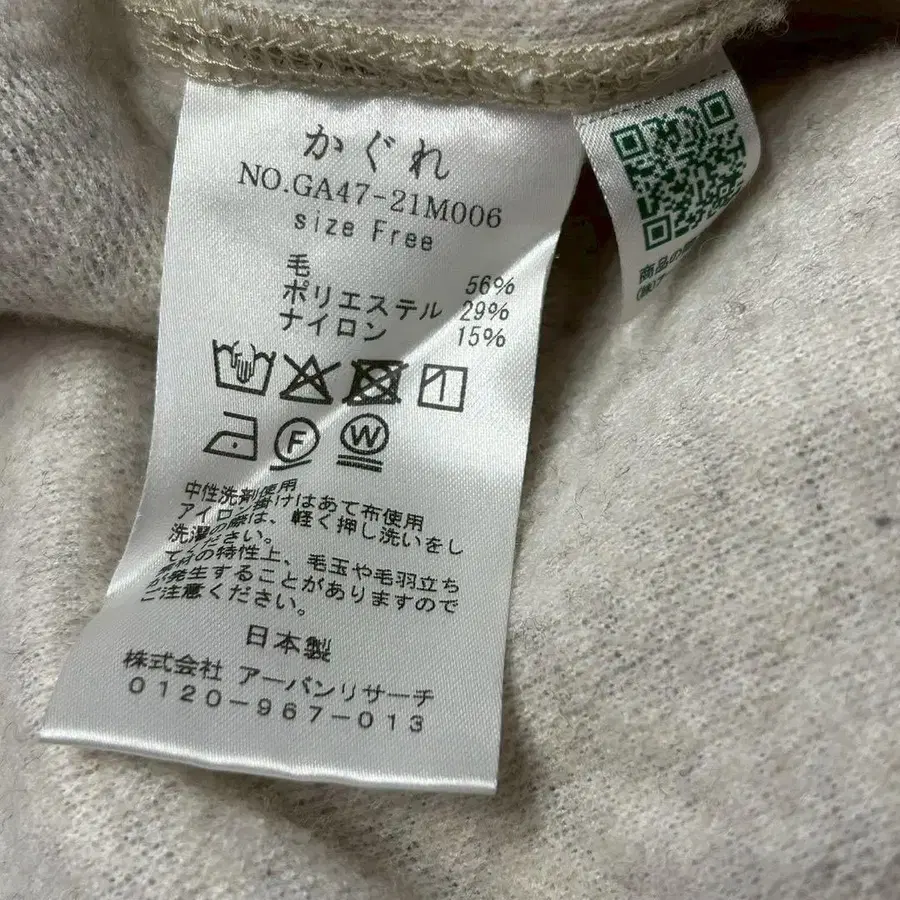 かぐれ
NO.GA47-21M006
size Free
毛 56%
ポリエステル 29%
ナイロン 15%
F W
中性洗剤使用
アイロン掛けはあて布使用
洗濯の際は、軽く押し洗いをし
てください。
素材の特性上、毛玉や毛羽立ち
が発生することがありますので
ご注意ください。
日本製
株式会社 アーバンリサーチ
0120-967-013
商品の
(株)ア